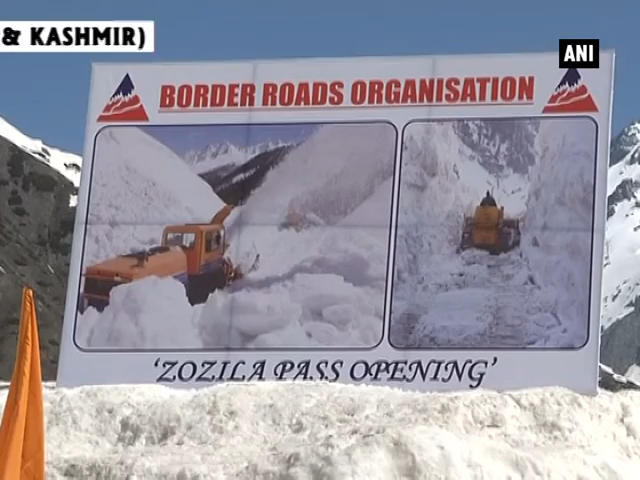 & KASHMIR)
ANI
BORDER ROADS ORGANISATION
'ZOZILA PASS OPENING'